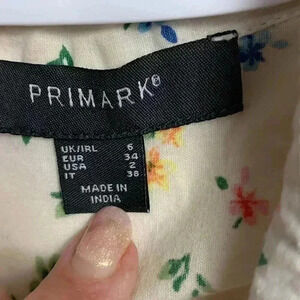 PRIMARK®
UK/IRL 6
EUR 34
USA 2
IT 38
MADE IN
INDIA